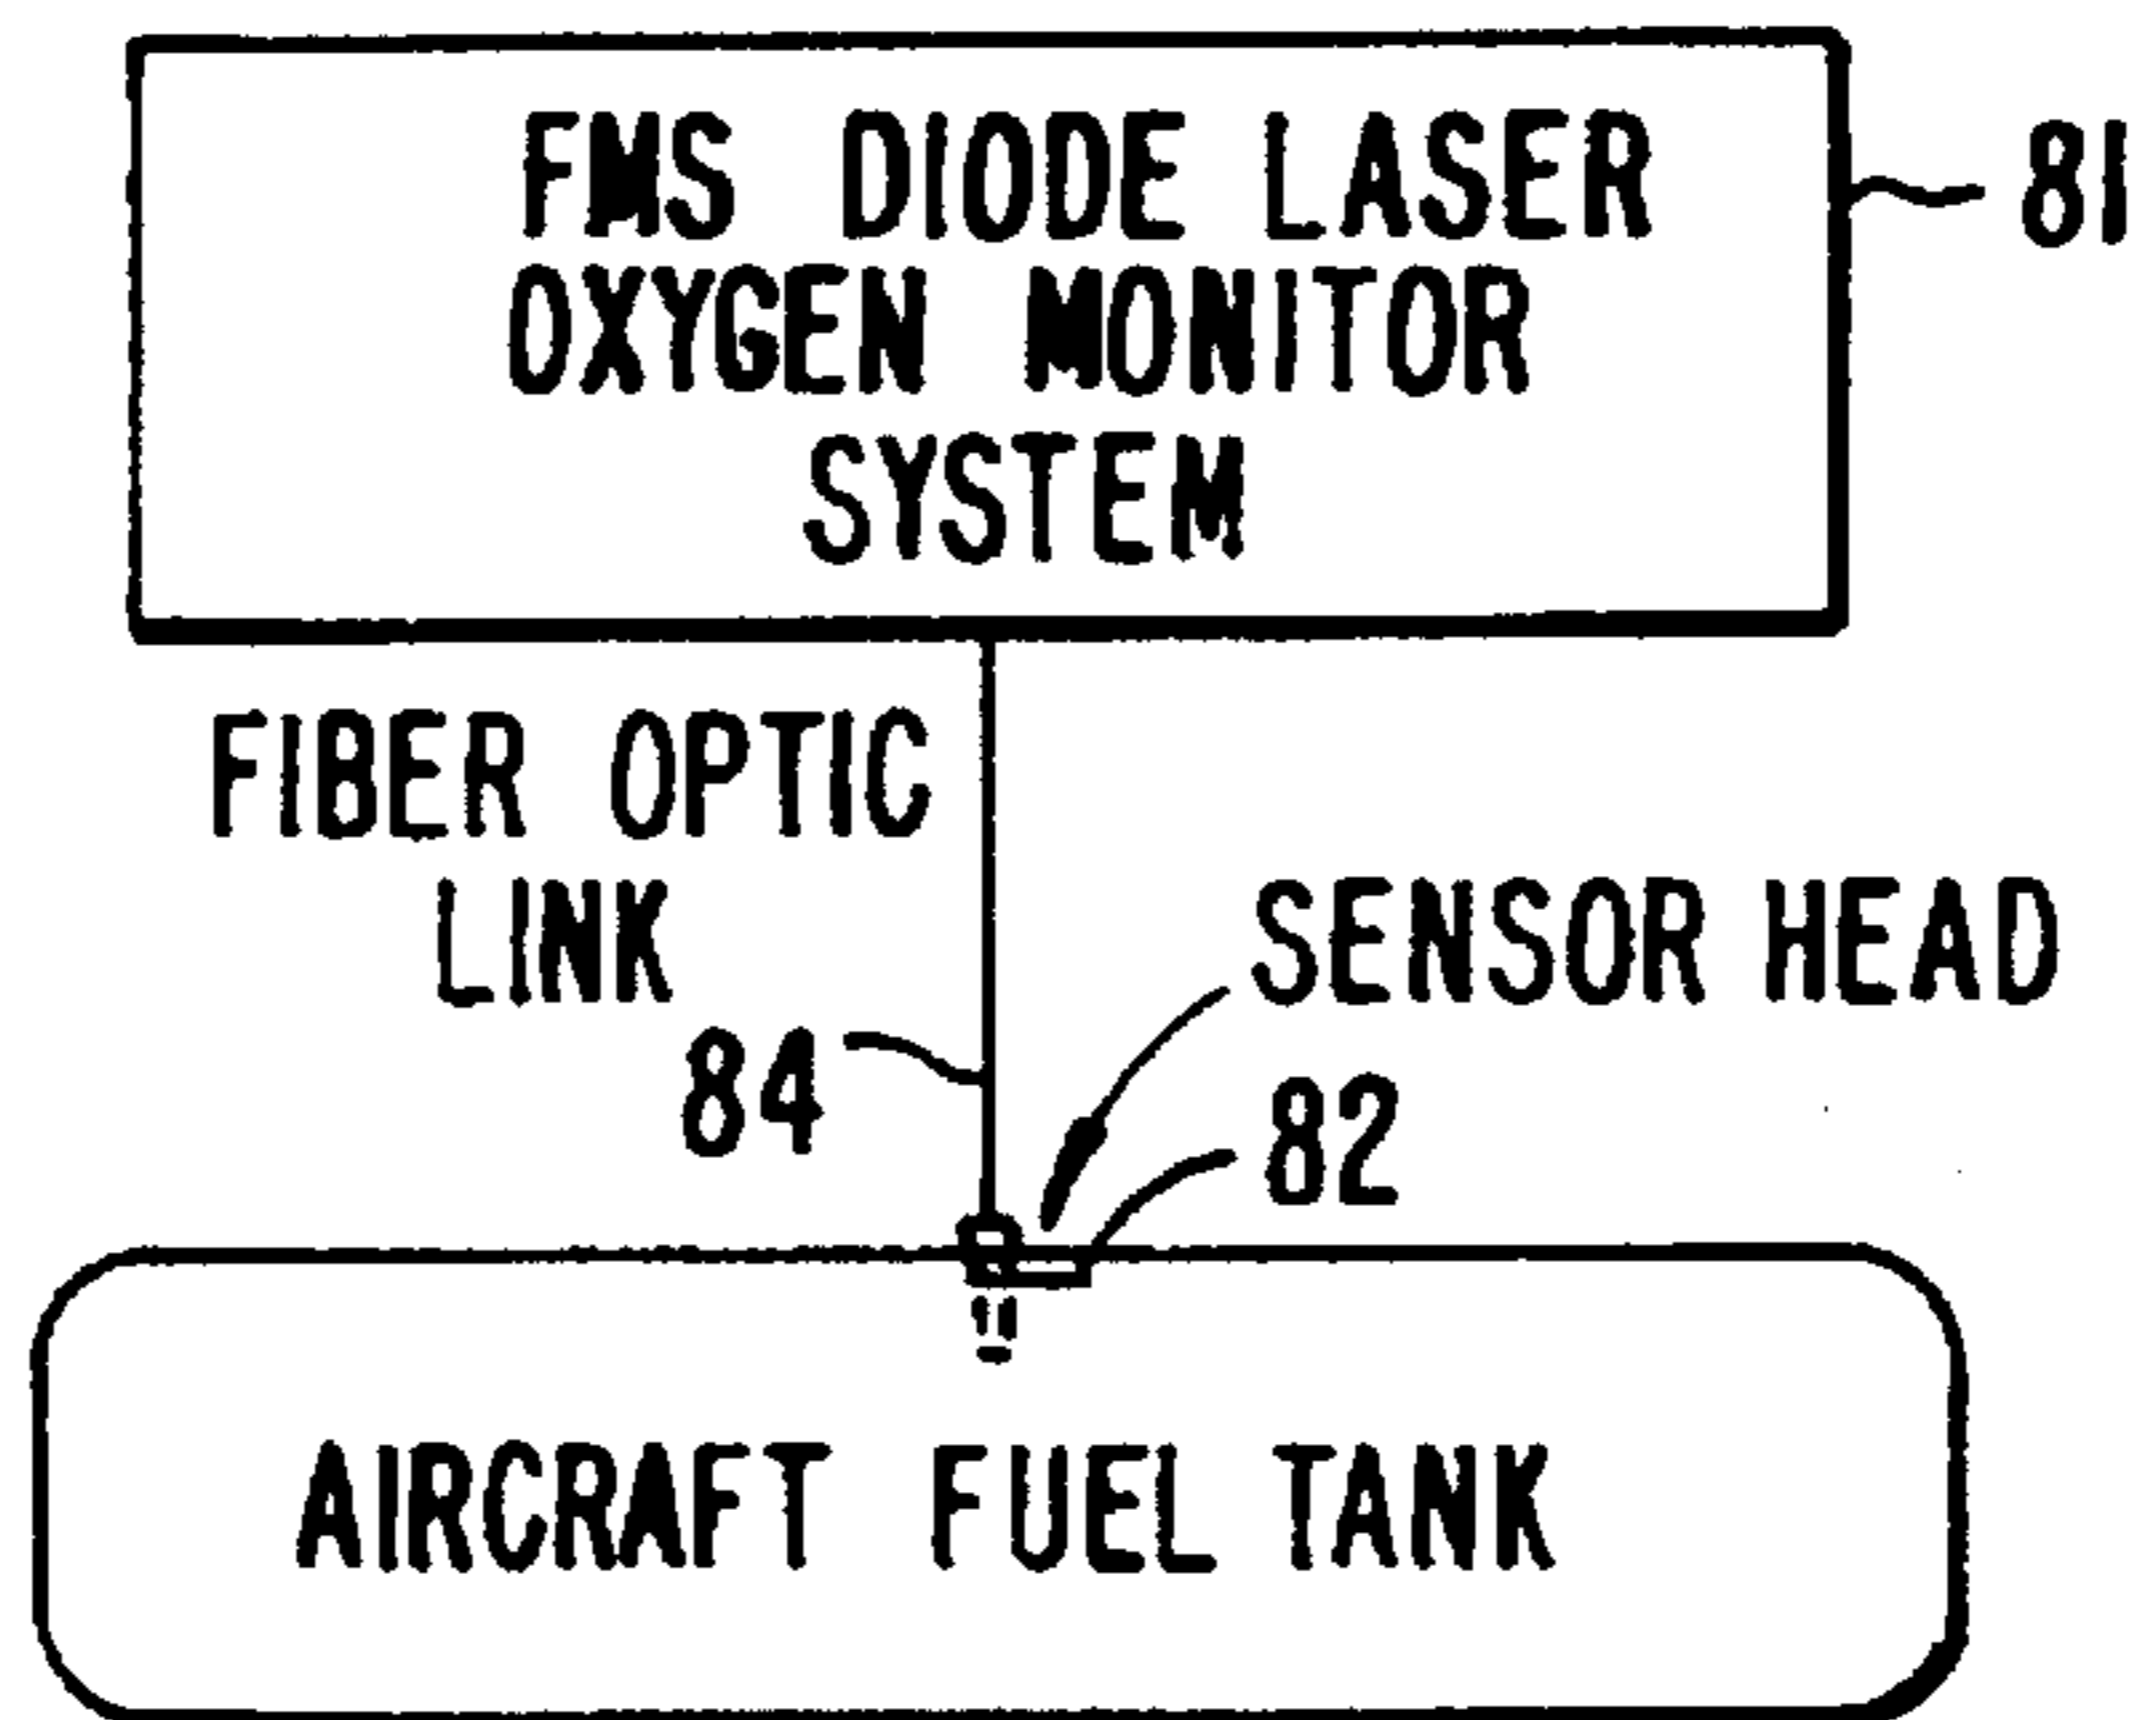 FMS DIODE LASER
OXYGEN MONITOR
SYSTEM
81
FIBER OPTIC
LINK
84
SENSOR HEAD
82
AIRCRAFT FUEL TANK